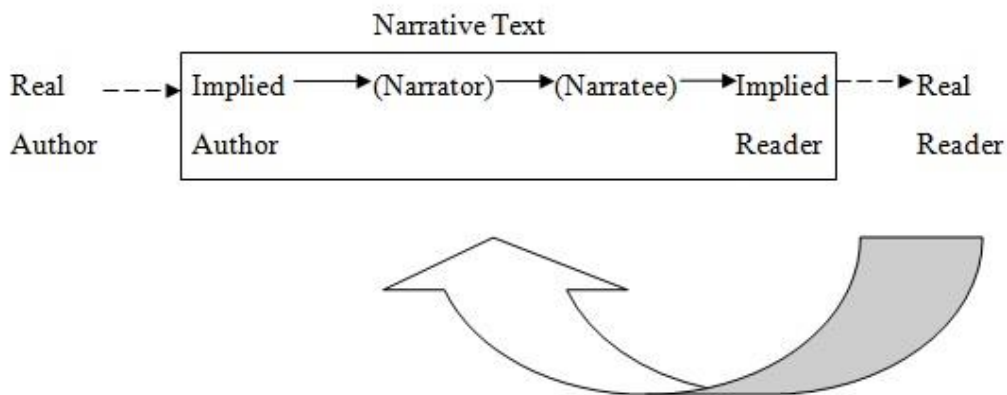 Narrative Text
Real Implied (Narrator) (Narratee) Implied Real
Author Author Reader Reader